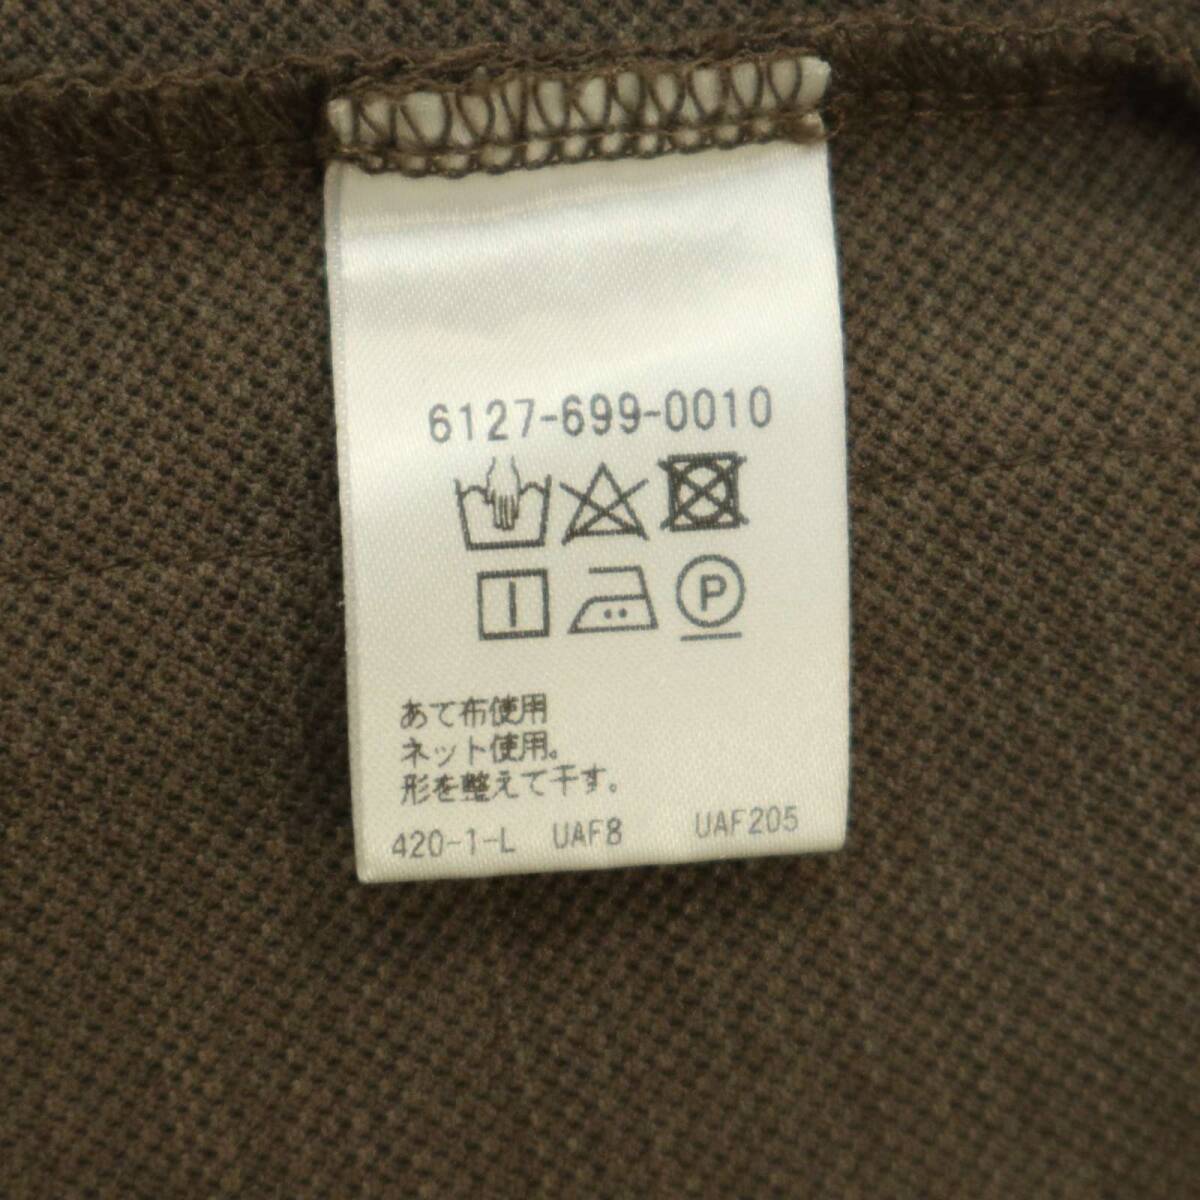 6127-699-0010
P
あて布使用
ネット使用。
形を整えて干す。
420-1-L UAF8 UAF205